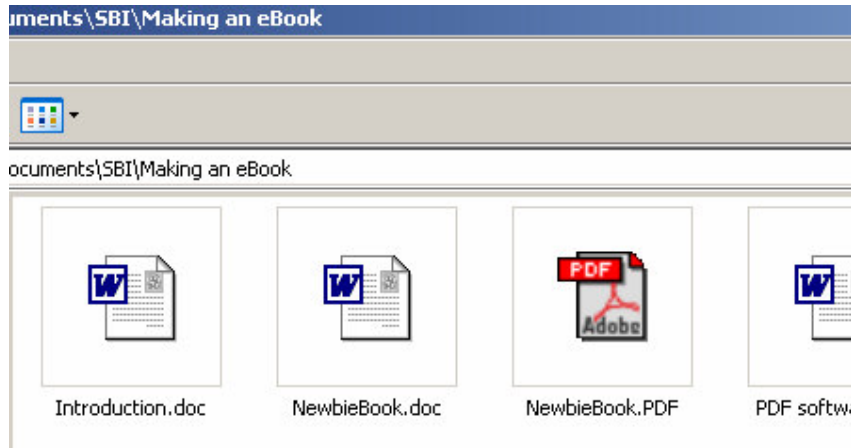 uments\SBI\Making an eBook
ocuments\SBI\Making an eBook
W W PDF Adobe W
Introduction.doc NewbieBook.doc NewbieBook.PDF PDF softwa